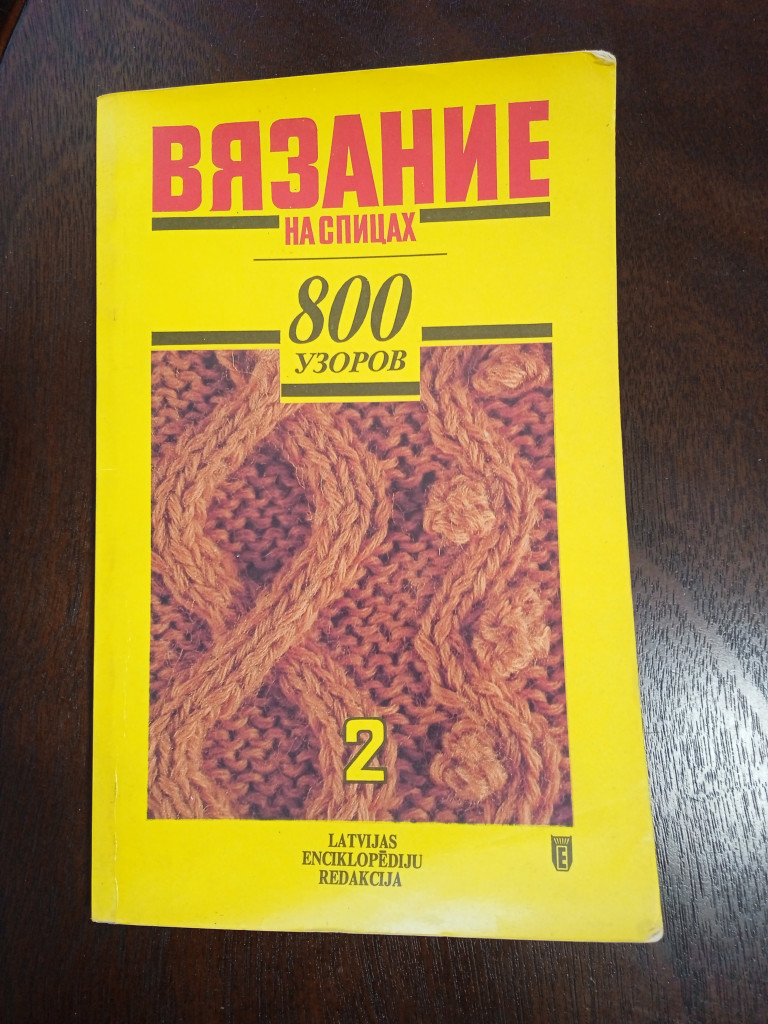 ВЯЗАНИЕ
НА СПИЦАХ
800
УЗОРОВ
2
LATVIJAS
ENCIKLOPĒDIJU
REDAKCIJA
E